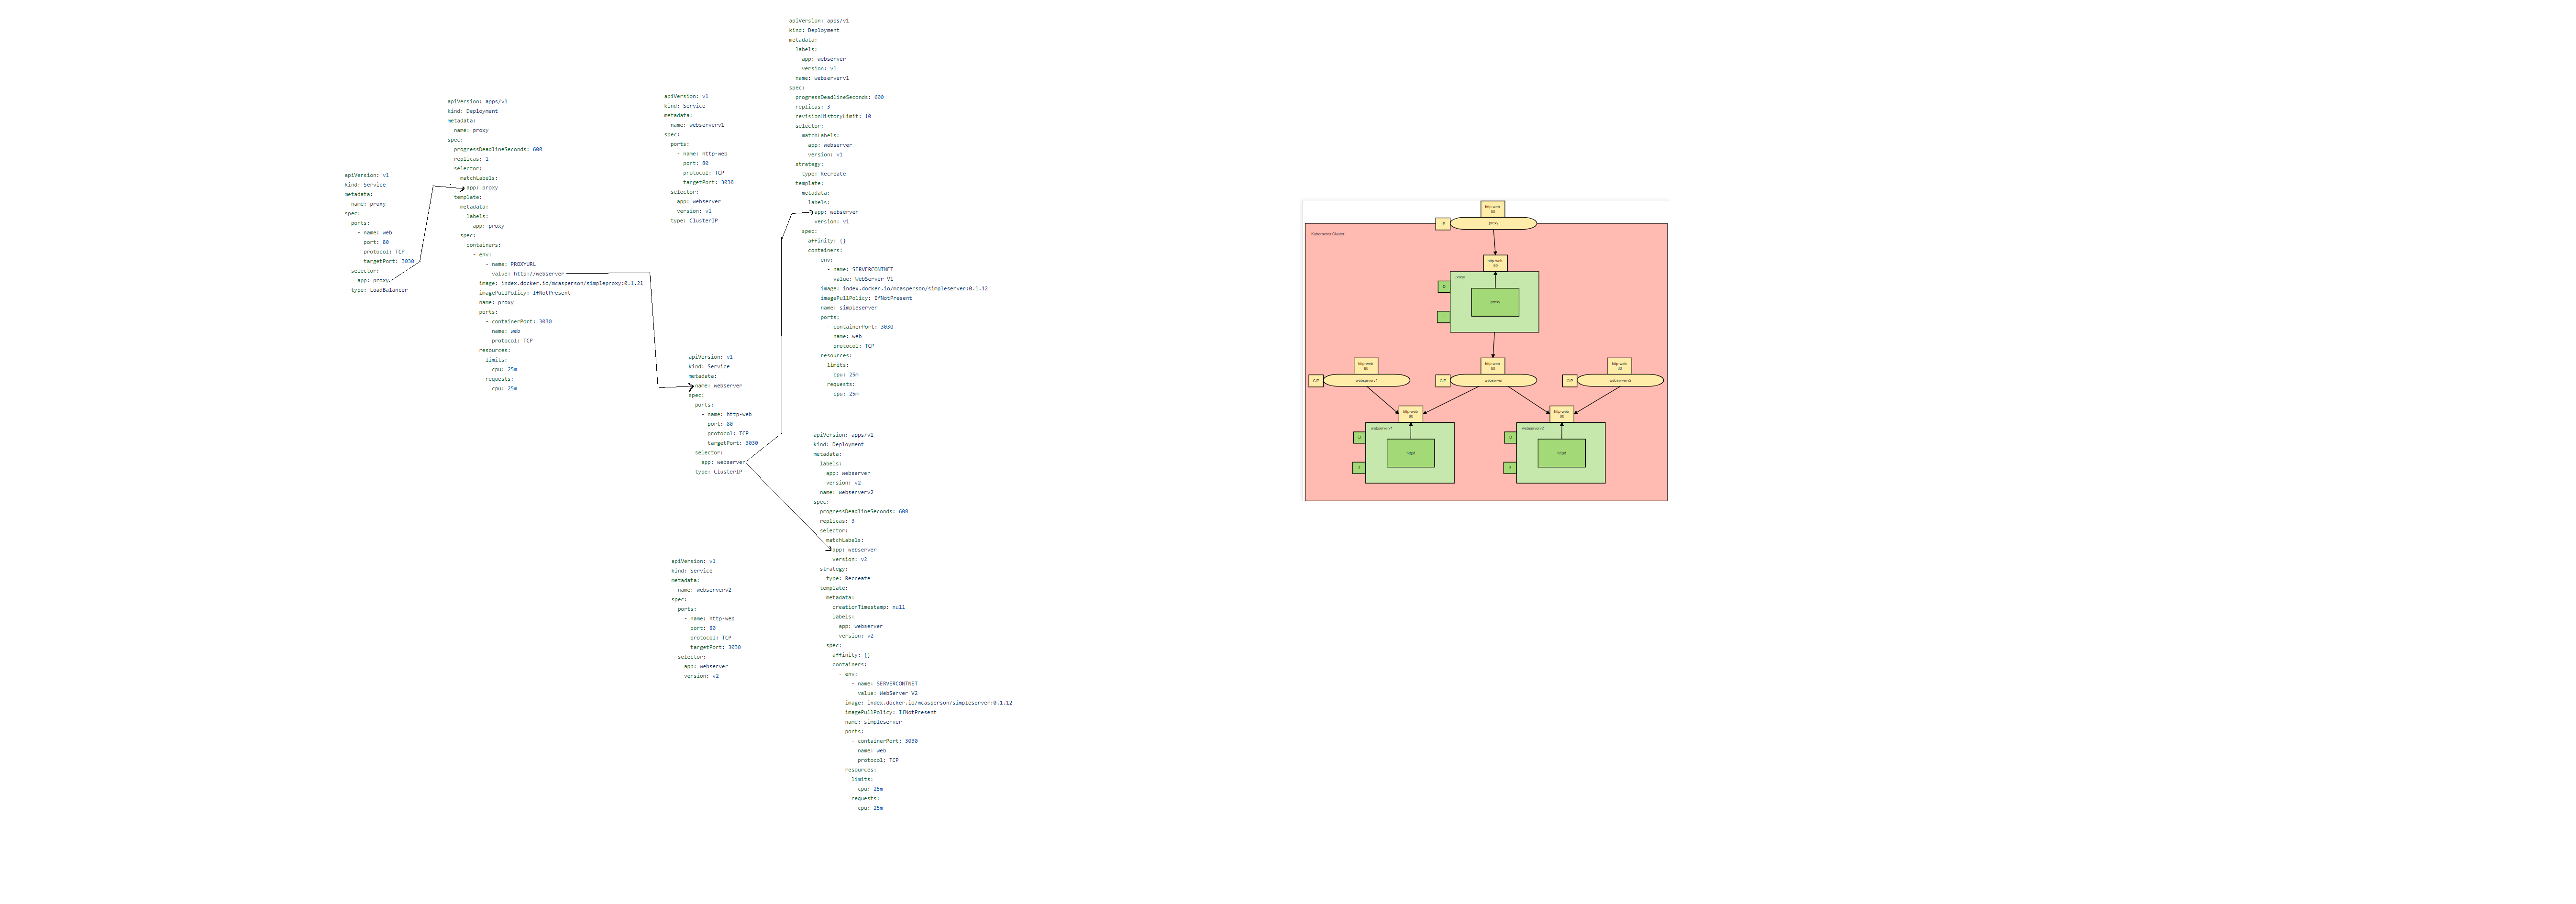 apiVersion: v1
kind: Service
metadata:
name: proxy
spec:
ports:
- name: web
port: 80
protocol: TCP
targetPort: 3030
selector:
app: proxy
type: LoadBalancer
apiVersion: apps/v1
kind: Deployment
metadata:
name: proxy
spec:
progressDeadlineSeconds: 600
replicas: 1
selector:
matchLabels:
app: proxy
template:
metadata:
labels:
app: proxy
spec:
containers:
- env:
- name: PROXYURL
value: http://webserver
image: index.docker.io/mcasperson/simpleproxy:0.1.21
imagePullPolicy: IfNotPresent
name: proxy
ports:
- containerPort: 3030
name: web
protocol: TCP
resources:
limits:
cpu: 25m
requests:
cpu: 25m
apiVersion: v1
kind: Service
metadata:
name: webserverv1
spec:
ports:
- name: http-web
port: 80
protocol: TCP
targetPort: 3030
selector:
app: webserver
version: v1
type: ClusterIP
apiVersion: v1
kind: Service
metadata:
name: webserver
spec:
ports:
- name: http-web
port: 80
protocol: TCP
targetPort: 3030
selector:
app: webserver
type: ClusterIP
apiVersion: v1
kind: Service
metadata:
name: webserverv2
spec:
ports:
- name: http-web
port: 80
protocol: TCP
targetPort: 3030
selector:
app: webserver
version: v2
apiVersion: apps/v1
kind: Deployment
metadata:
labels:
app: webserver
version: v1
name: webserverv1
spec:
progressDeadlineSeconds: 600
replicas: 3
revisionHistoryLimit: 10
selector:
matchLabels:
app: webserver
version: v1
strategy:
type: Recreate
template:
metadata:
labels:
app: webserver
version: v1
spec:
affinity: {}
containers:
- env:
- name: SERVERCONTNET
value: WebServer V1
image: index.docker.io/mcasperson/simpleserver:0.1.12
imagePullPolicy: IfNotPresent
name: simpleserver
ports:
- containerPort: 3030
name: web
protocol: TCP
resources:
limits:
cpu: 25m
requests:
cpu: 25m
apiVersion: apps/v1
kind: Deployment
metadata:
labels:
app: webserver
version: v2
name: webserverv2
spec:
progressDeadlineSeconds: 600
replicas: 3
selector:
matchLabels:
app: webserver
version: v2
strategy:
type: Recreate
template:
metadata:
creationTimestamp: null
labels:
app: webserver
version: v2
spec:
affinity: {}
containers:
- env:
- name: SERVERCONTNET
value: WebServer V2
image: index.docker.io/mcasperson/simpleserver:0.1.12
imagePullPolicy: IfNotPresent
name: simpleserver
ports:
- containerPort: 3030
name: web
protocol: TCP
resources:
limits:
cpu: 25m
requests:
cpu: 25m
http-web
80
LB
proxy
Kubernetes Cluster
http-web
80
proxy
D
proxy
1
http-web
80
http-web
80
http-web
80
CIP
webserverv1
CIP
webserver
CIP
webserverv2
http-web
80
http-web
80
webserverv1
webserverv2
D
httpd
D
httpd